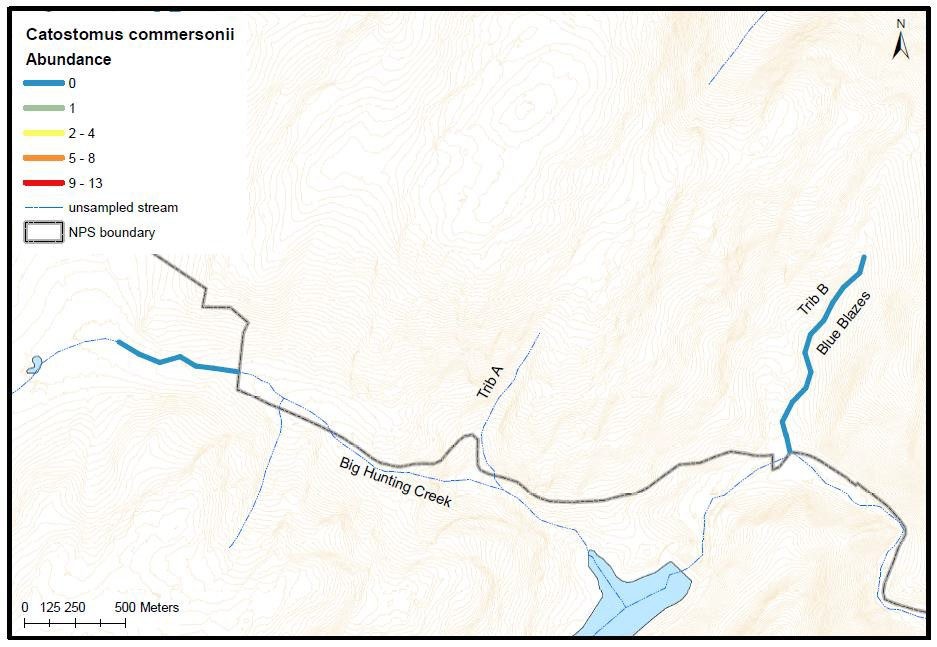 Catostomus commersonii
Abundance
0
1
2 - 4
5 - 8
9 - 13
unsampled stream
NPS boundary
N
Trib B
Blue Blazes
Trib A
Big Hunting Creek
0 125 250 500 Meters